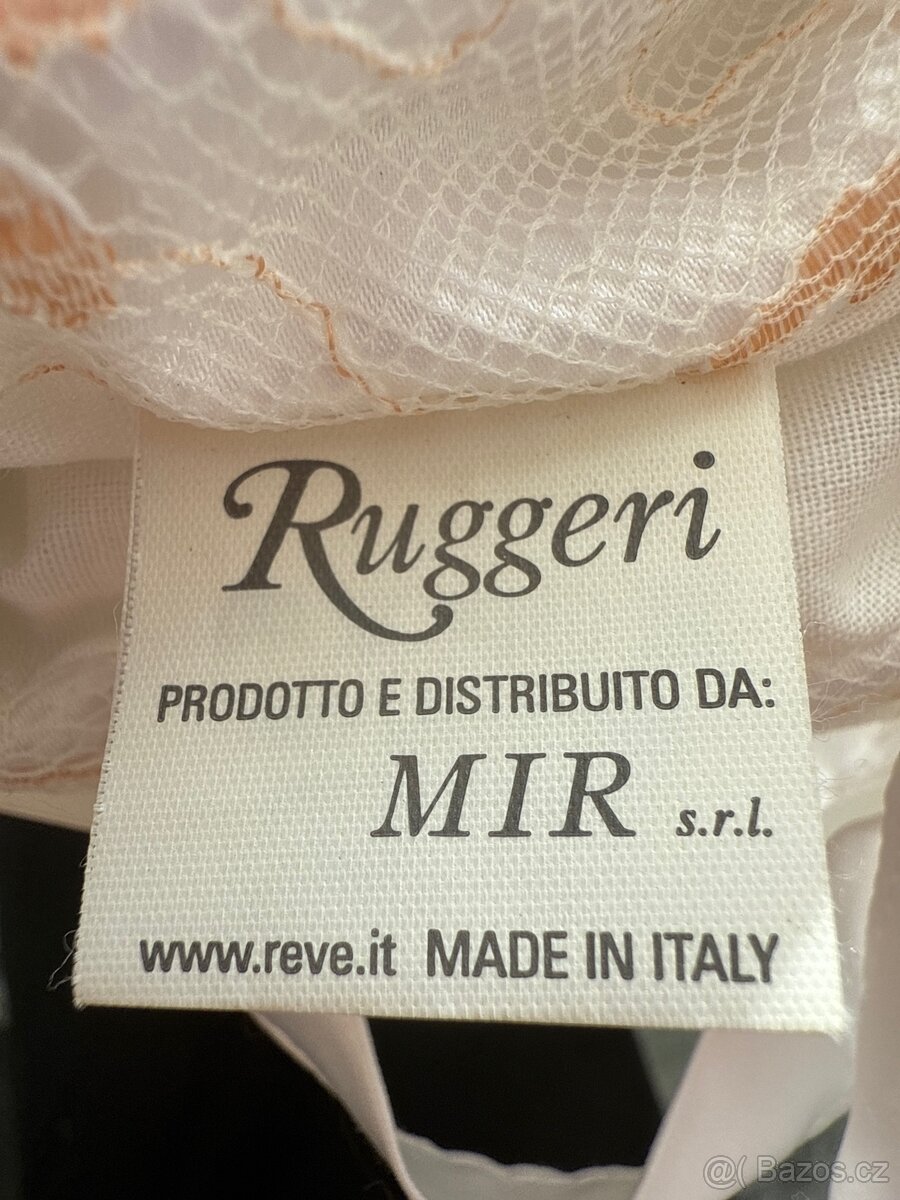 Ruggeri
PRODOTTO E DISTRIBUITO DA:
MIR s.r.l.
www.reve.it MADE IN ITALY
@( Bazos.cz